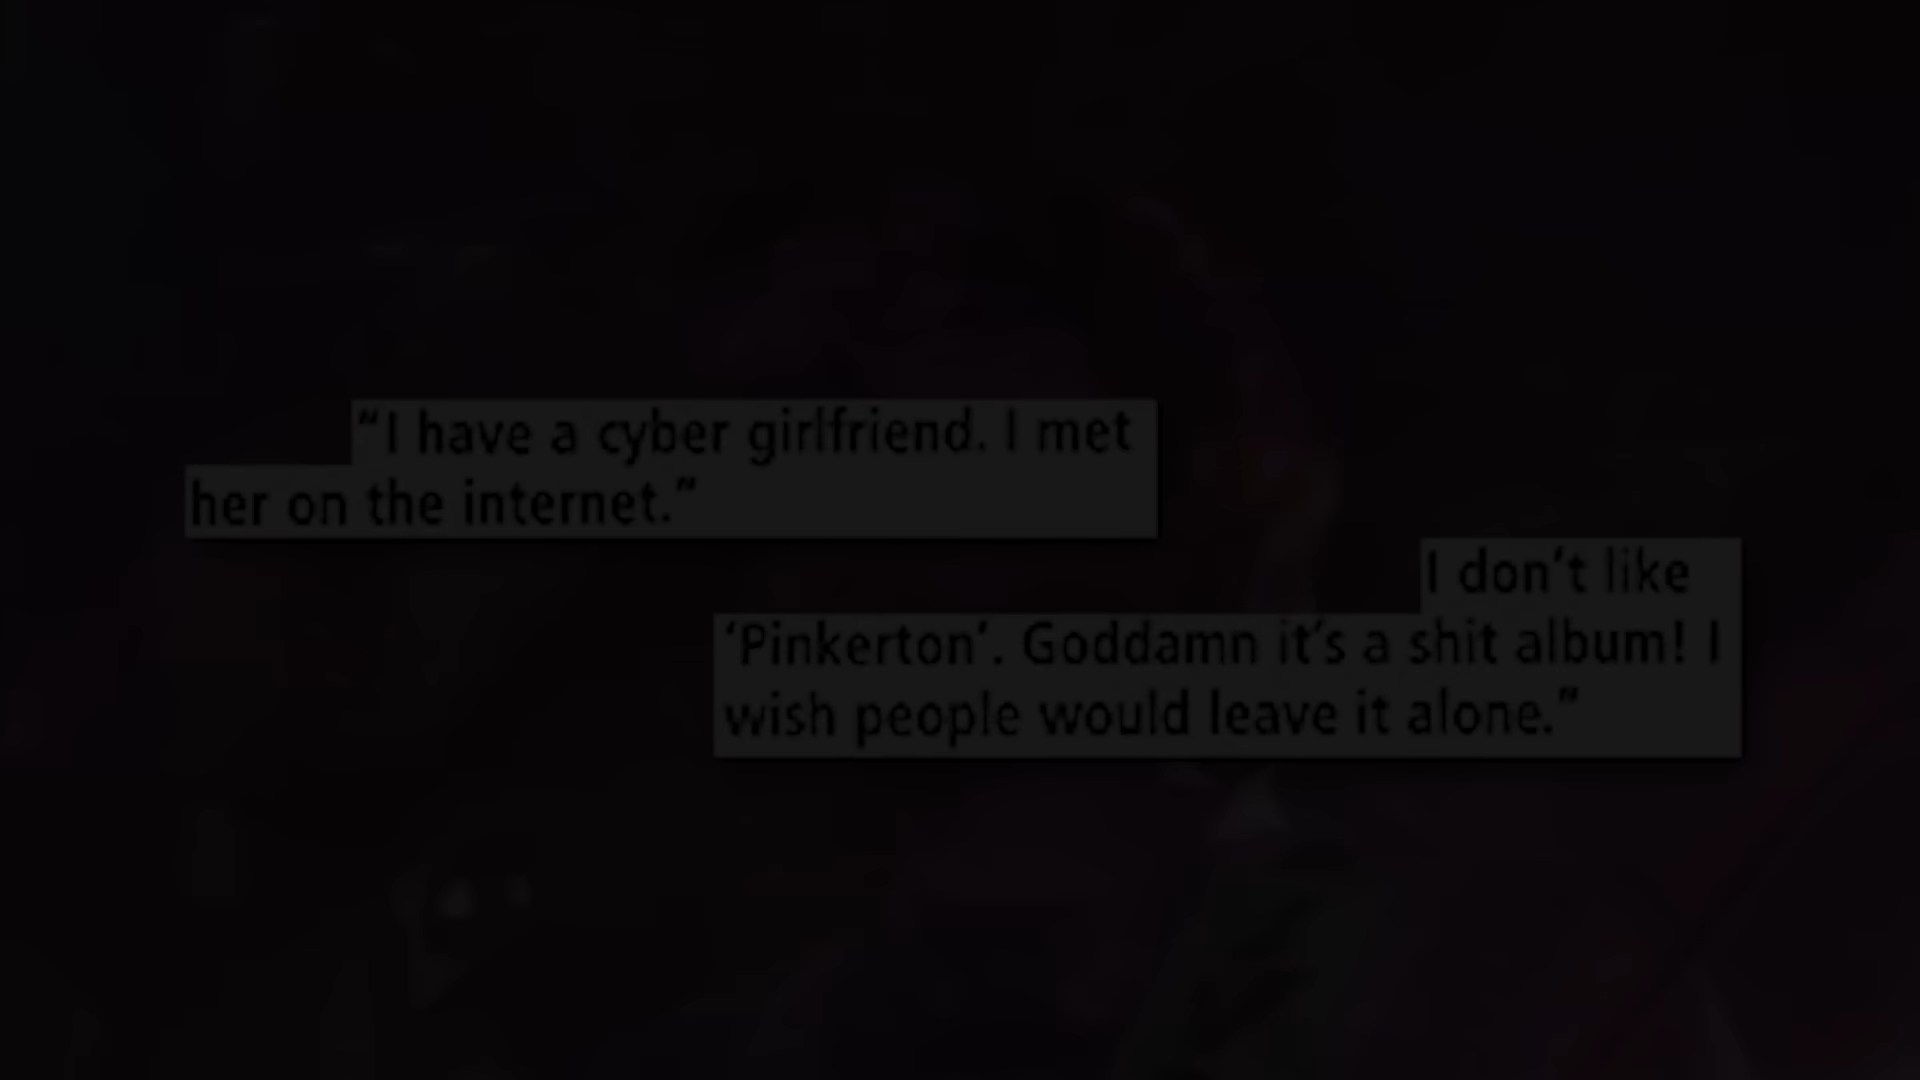 “I have a cyber girlfriend. I met
her on the internet.”
I don’t like
‘Pinkerton’. Goddamn it’s a shit album! I
wish people would leave it alone.”